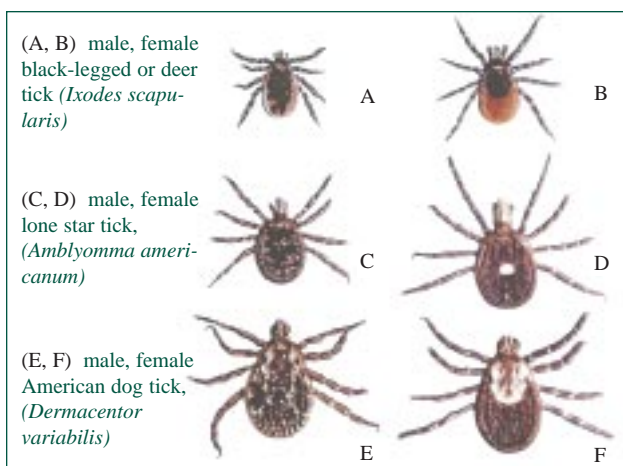 (A, B) male, female
black-legged or deer
tick (Ixodes scapu-
laris)
A
B
(C, D) male, female
lone star tick,
(Amblyomma ameri-
canum)
C
D
(E, F) male, female
American dog tick,
(Dermacentor
variabilis)
E
F